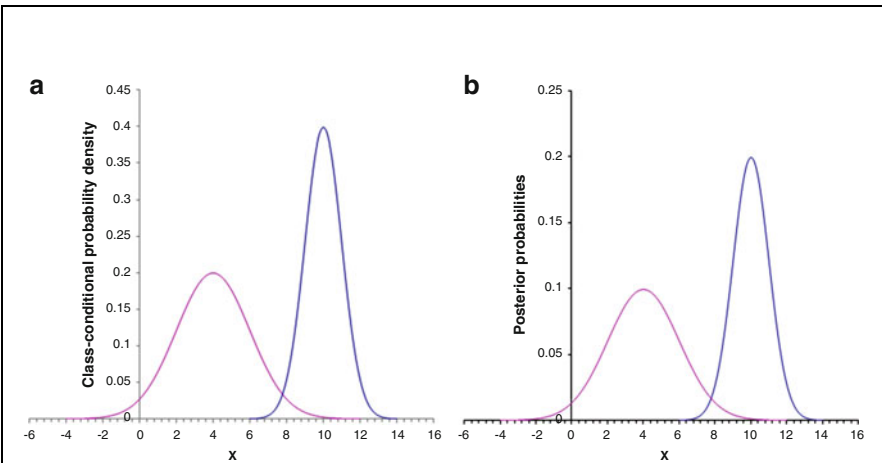 a
Class-conditional probability density
0.45
0.4
0.35
0.3
0.25
0.2
0.15
0.1
0.05
0
-6 -4 -2 0 2 4 6 8 10 12 14 16
x
b
Posterior probabilities
0.25
0.2
0.15
0.1
0.05
0
-6 -4 -2 0 2 4 6 8 10 12 14 16
x